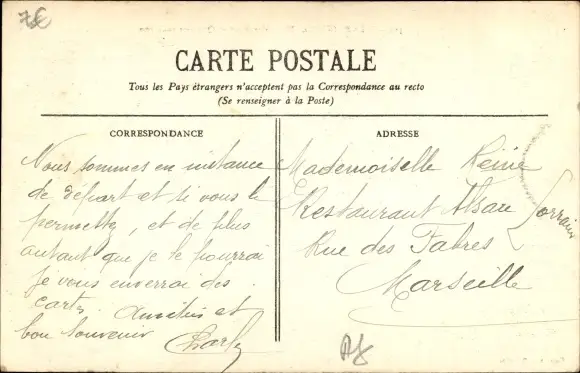 7€
CARTE POSTALE
Tous les Pays étrangers n'acceptent pas la Correspondance au recto
(Se renseigner à la Poste)
CORRESPONDANCE
Nous sommes en instance
de départ et si vous le
permettez, et de plus
autant que je le pourrai
je vous enverrai des
cartes. Amitiés et
bon souvenir
Charly
ADRESSE
Mademoiselle Reine
Restaurant Alsace Lorraine
Rue des Fabres
Marseille